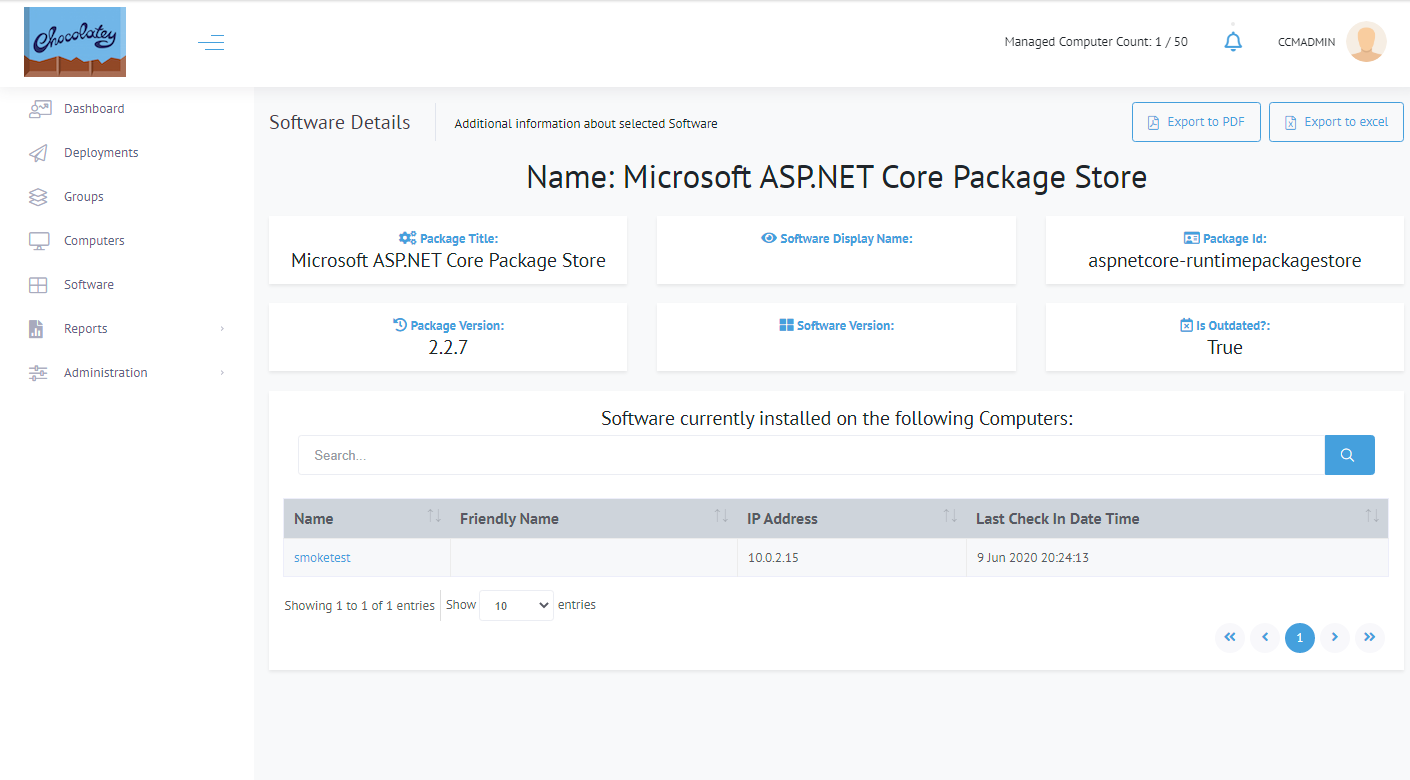 Chocolatey
Managed Computer Count: 1 / 50
CCMADMIN
Dashboard
Deployments
Groups
Computers
Software
Reports
Administration
Software Details
Additional information about selected Software
Export to PDF
Export to excel
Name: Microsoft ASP.NET Core Package Store
Package Title:
Microsoft ASP.NET Core Package Store
Software Display Name:
Package Id:
aspnetcore-runtimepackagestore
Package Version:
2.2.7
Software Version:
Is Outdated?:
True
Software currently installed on the following Computers:
Search...
Name Friendly Name IP Address Last Check In Date Time
smoketest 10.0.2.15 9 Jun 2020 20:24:13
Showing 1 to 1 of 1 entries Show 10 entries
« ‹ 1 › »